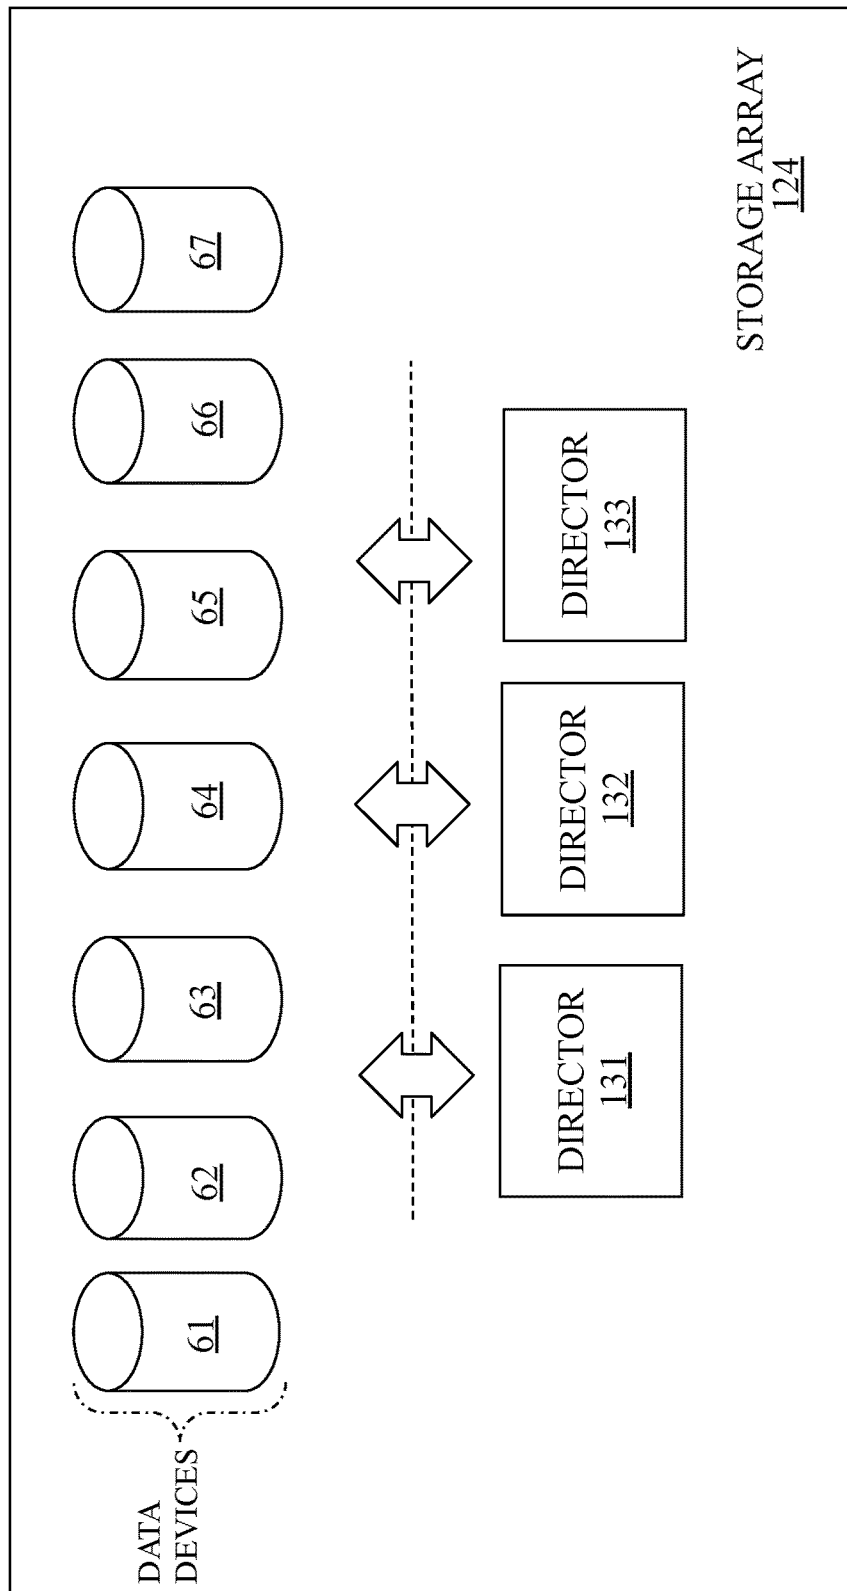 DATA
DEVICES
61
62
63
64
65
66
67
DIRECTOR
131
DIRECTOR
132
DIRECTOR
133
STORAGE ARRAY
124